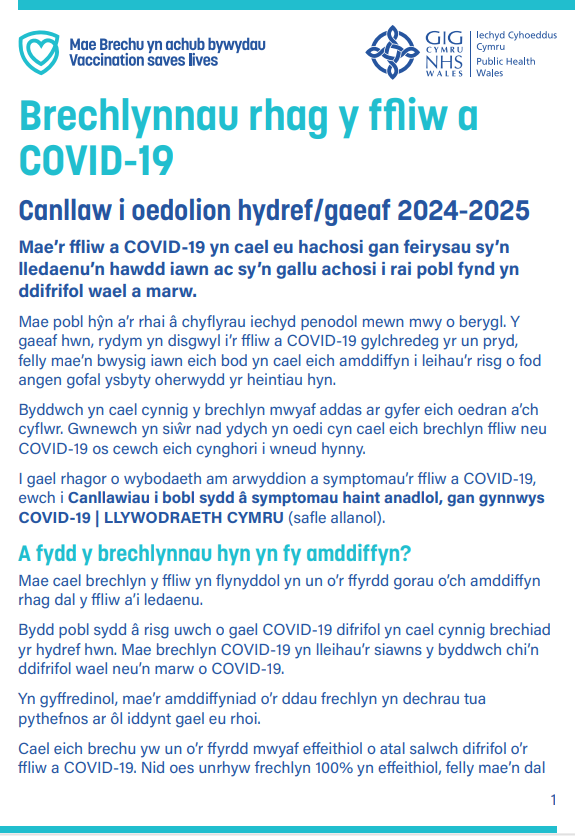 Mae Brechu yn achub bywydau
Vaccination saves lives
GIG
CYMRU
NHS
WALES
Iechyd Cyhoeddus
Cymru
Public Health
Wales
Brechlynnau rhag y ffliw a
COVID-19
Canllaw i oedolion hydref/gaeaf 2024-2025
Mae'r ffliw a COVID-19 yn cael eu hachosi gan feirysau sy'n
lledaenu'n hawdd iawn ac sy'n gallu achosi i rai pobl fynd yn
ddifrifol wael a marw.
Mae pobl hŷn a'r rhai â chyflyrau iechyd penodol mewn mwy o berygl. Y
gaeaf hwn, rydym yn disgwyl i'r ffliw a COVID-19 gylchredeg yr un pryd,
felly mae'n bwysig iawn eich bod yn cael eich amddiffyn i leihau'r risg o fod
angen gofal ysbyty oherwydd yr heintiau hyn.
Byddwch yn cael cynnig y brechlyn mwyaf addas ar gyfer eich oedran a'ch
cyflwr. Gwnewch yn siŵr nad ydych yn oedi cyn cael eich brechlyn ffliw neu
COVID-19 os cewch eich cynghori i wneud hynny.
I gael rhagor o wybodaeth am arwyddion a symptomau'r ffliw a COVID-19,
ewch i Canllawiau i bobl sydd â symptomau haint anadlol, gan gynnwys
COVID-19 | LLYWODRAETH CYMRU (safle allanol).
A fydd y brechlynnau hyn yn fy amddiffyn?
Mae cael brechlyn y ffliw yn flynyddol yn un o'r ffyrdd gorau o'ch amddiffyn
rhag dal y ffliw a'i ledaenu.
Bydd pobl sydd â risg uwch o gael COVID-19 difrifol yn cael cynnig brechiad
yr hydref hwn. Mae brechlyn COVID-19 yn lleihau'r siawns y byddwch chi'n
ddifrifol wael neu'n marw o COVID-19.
Yn gyffredinol, mae'r amddiffyniad o'r ddau frechlyn yn dechrau tua
pythefnos ar ôl iddynt gael eu rhoi.
Cael eich brechu yw un o'r ffyrdd mwyaf effeithiol o atal salwch difrifol o'r
ffliw a COVID-19. Nid oes unrhyw frechlyn 100% yn effeithiol, felly mae'n dal
1